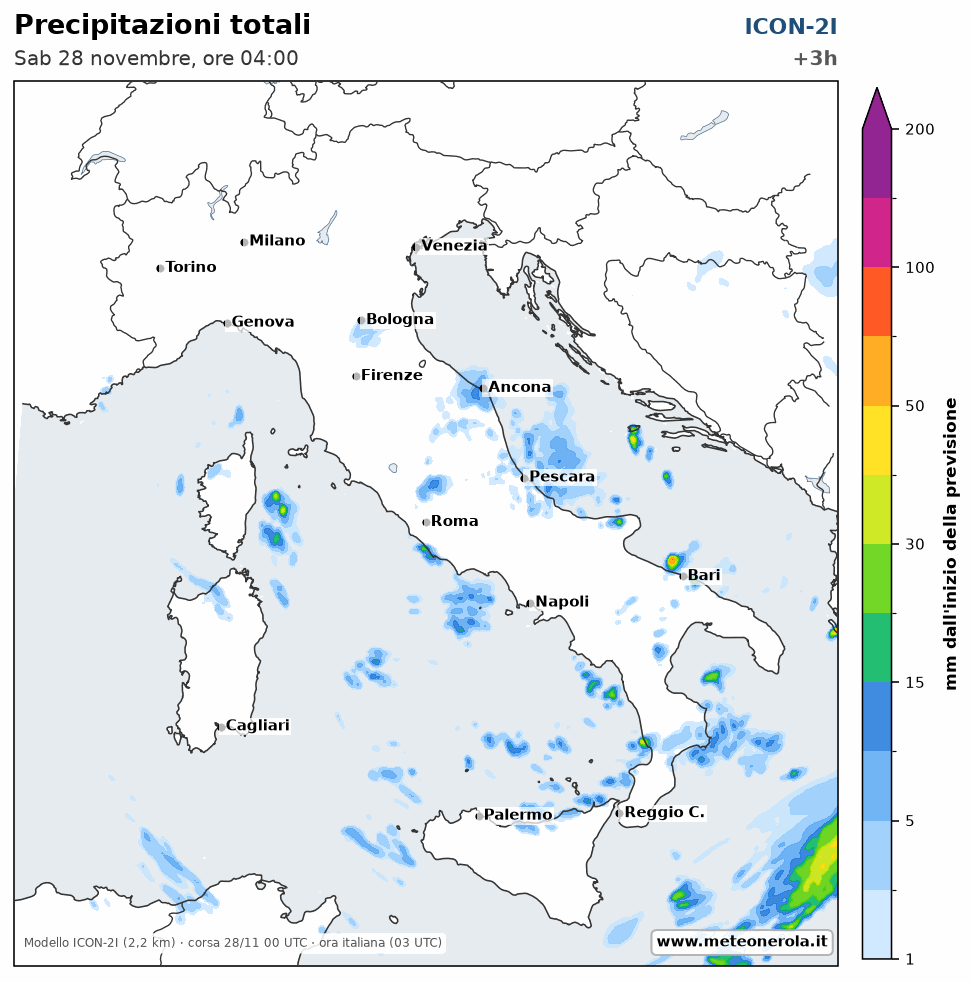 Precipitazioni totali
ICON-2I
Sab 28 novembre, ore 04:00
+3h
Milano
Venezia
Torino
Genova
Bologna
Firenze
Ancona
Pescara
Roma
Bari
Napoli
Cagliari
Palermo
Reggio C.
Modello ICON-2I (2,2 km) · corsa 28/11 00 UTC · ora italiana (03 UTC)
www.meteonerola.it
200
100
50
30
15
5
1
mm dall'inizio della previsione